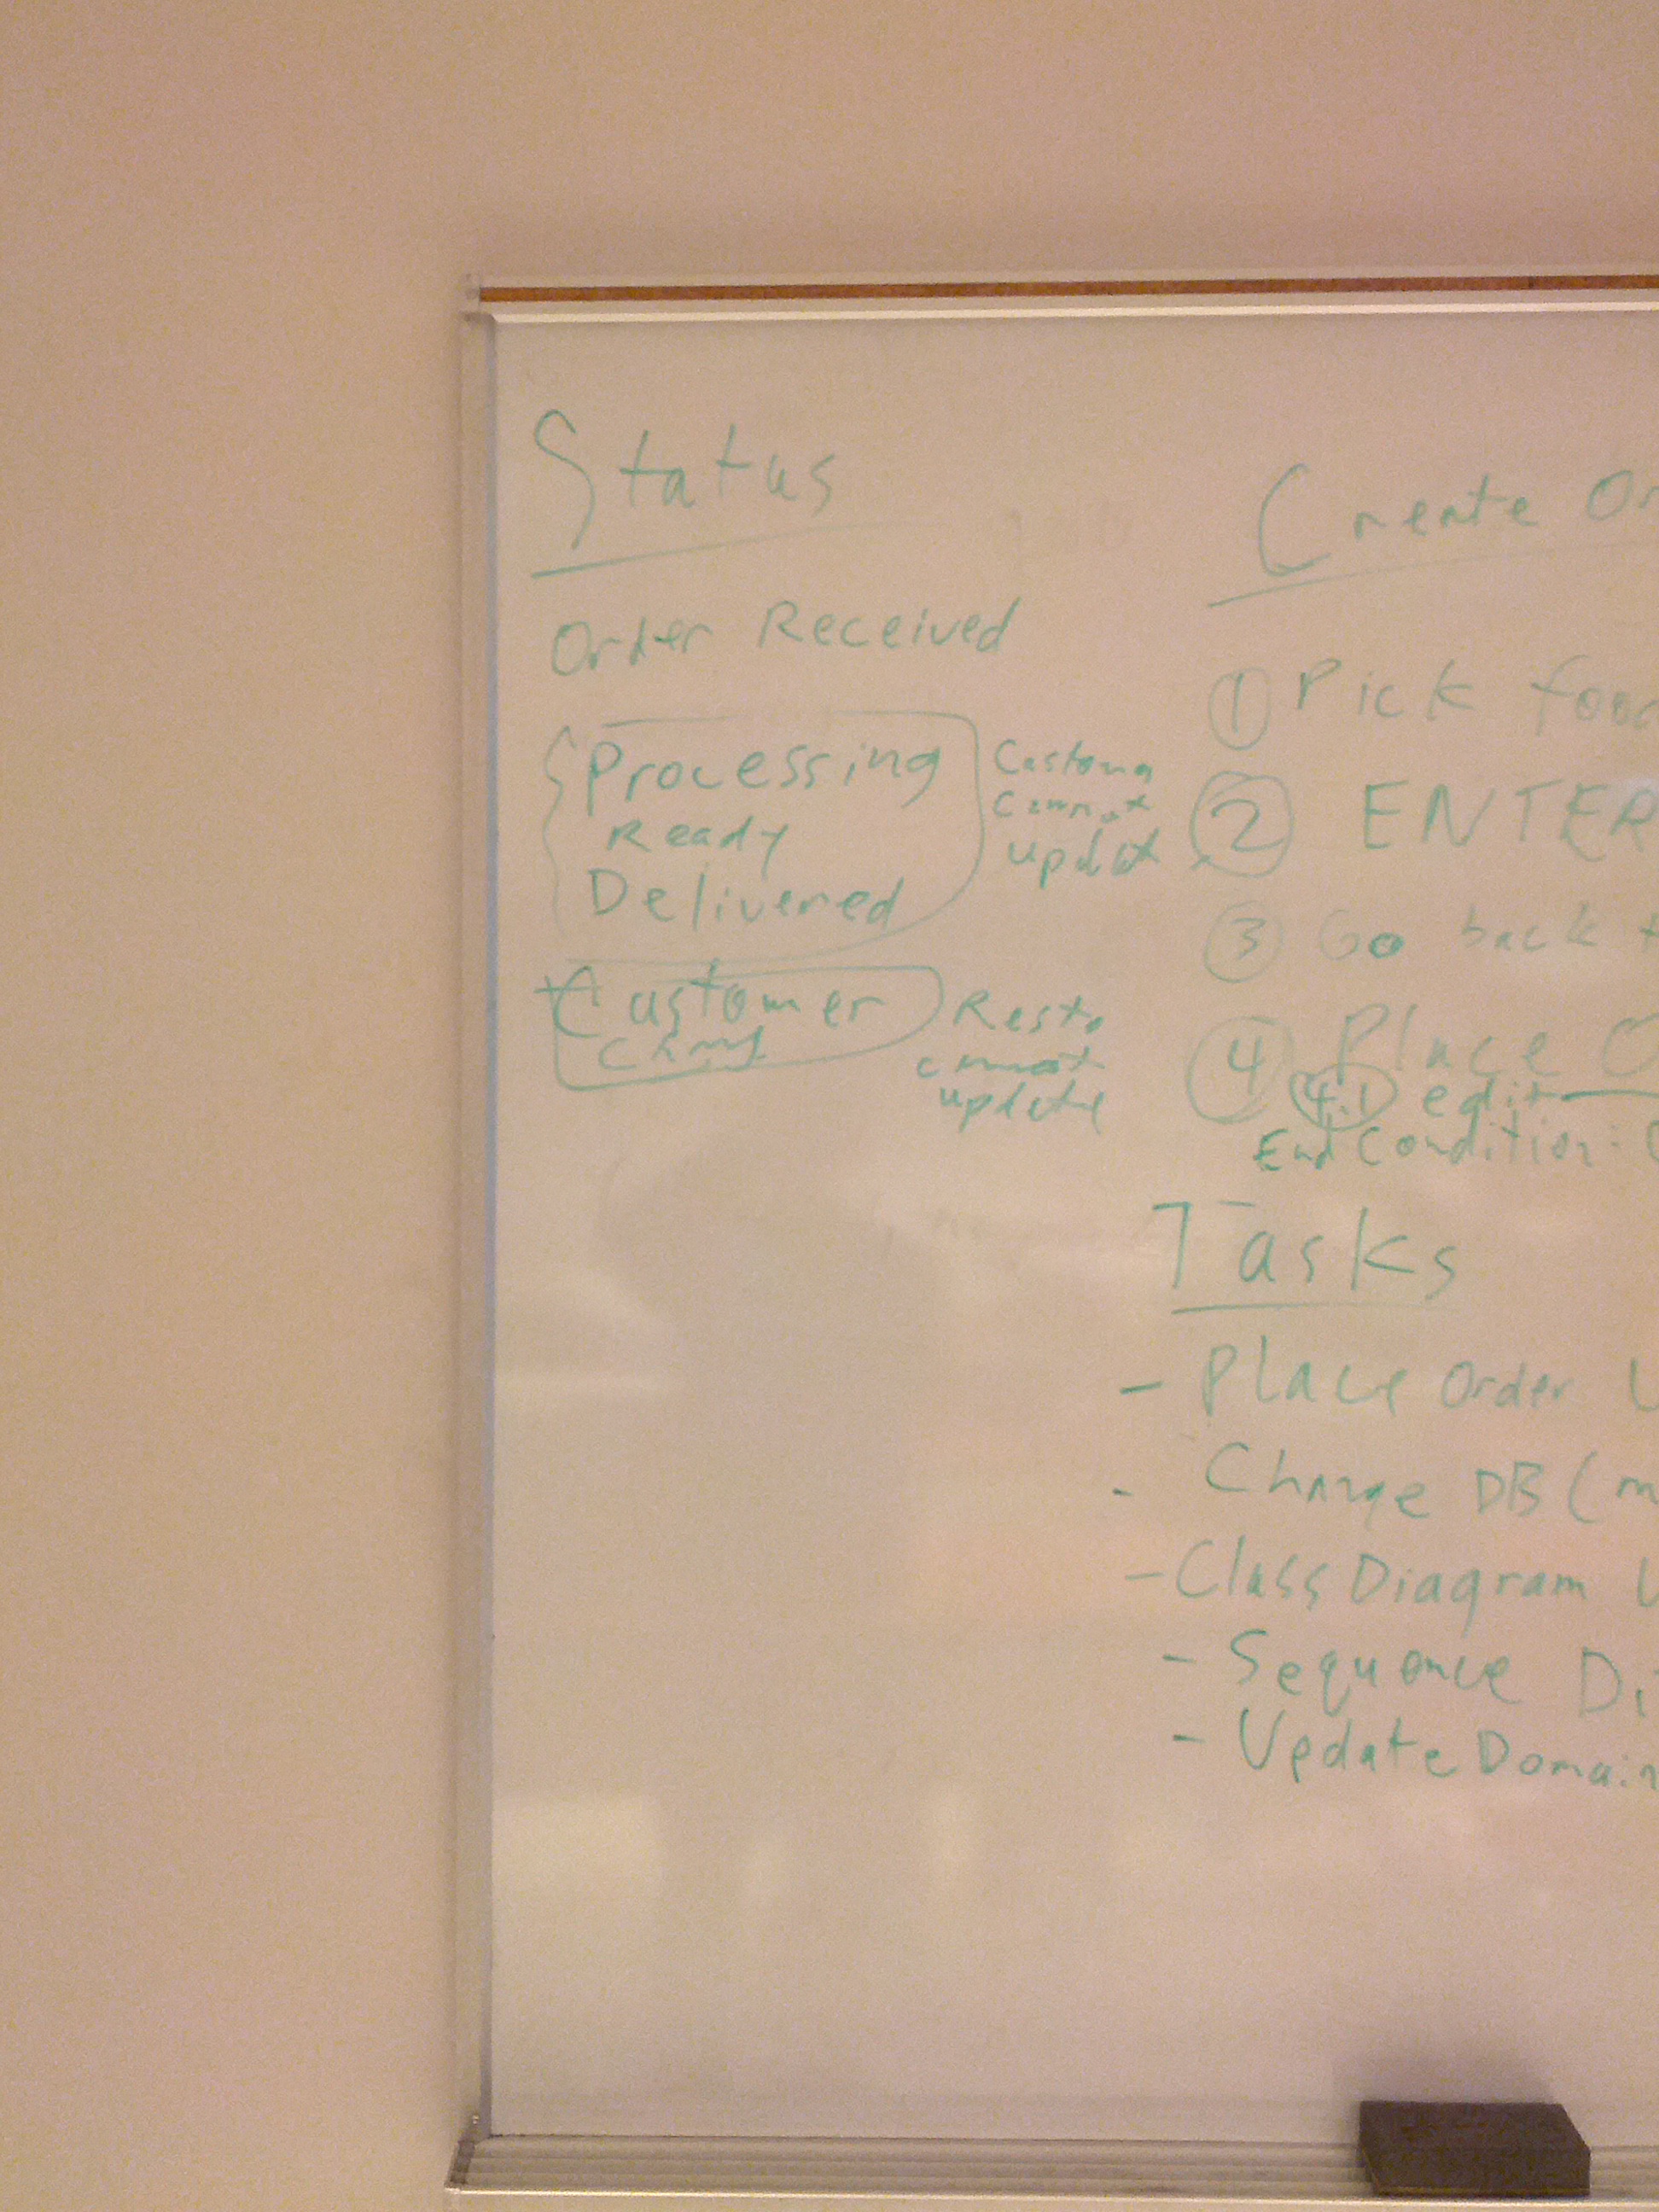 Status
Order Received
Processing
Ready
Delivered
Customer
cannot
update
Customer
Resto
cannot
update
Create Or
1 Pick food
2 ENTER
3 Go back t
4 Place O
4.1 edit
End Condition: C
Tasks
- Place Order U
- Change DB (m
- Class Diagram U
- Sequence Di
- Update Domain